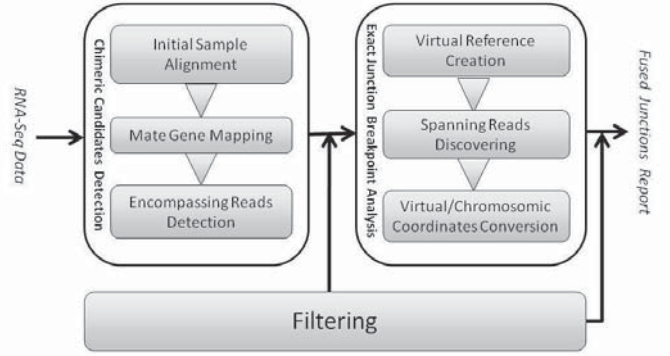 RNA-Seq Data
Chimeric Candidates Detection
Initial Sample
Alignment
Mate Gene Mapping
Encompassing Reads
Detection
Exact Junction Breakpoint Analysis
Virtual Reference
Creation
Spanning Reads
Discovering
Virtual/Chromosomic
Coordinates Conversion
Fused Junctions
Report
Filtering